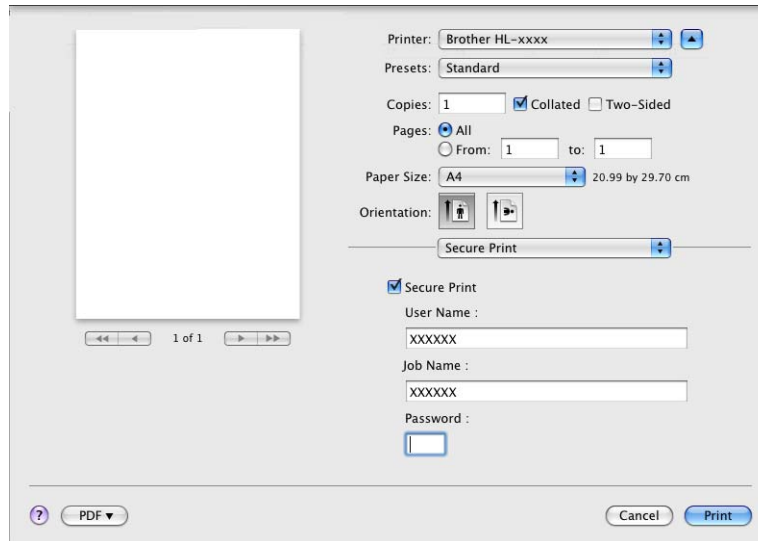 Printer: Brother HL-xxxx
Presets: Standard
Copies: 1 Collated Two-Sided
Pages: All
From: 1 to: 1
Paper Size: A4 20.99 by 29.70 cm
Orientation:
Secure Print
Secure Print
User Name :
XXXXXX
Job Name :
XXXXXX
Password :
1 of 1
? PDF▼ Cancel Print